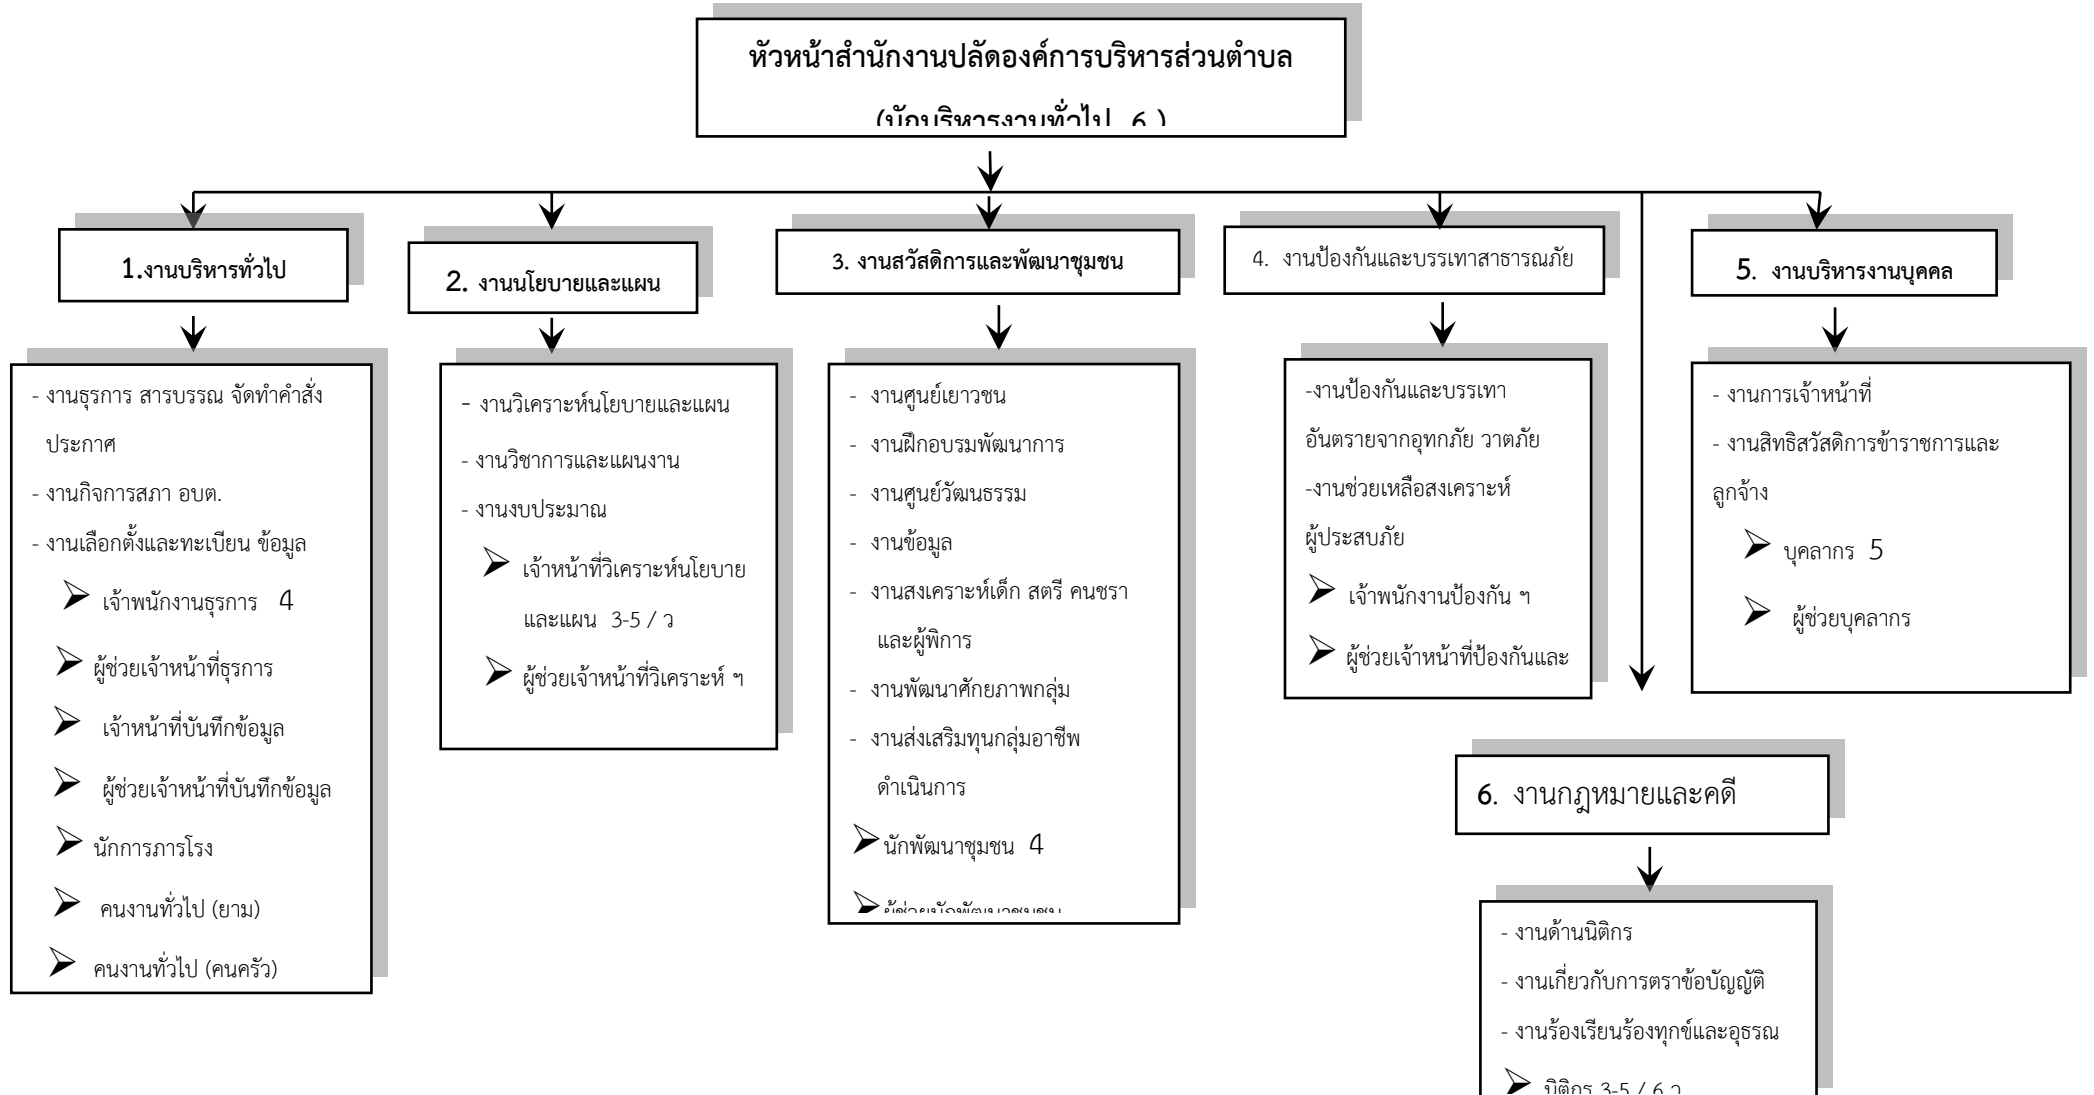 หัวหน้าสำนักงานปลัดองค์การบริหารส่วนตำบล
(นักบริหารงานทั่วไป 6 )
1.งานบริหารทั่วไป
- งานธุรการ สารบรรณ จัดทำคำสั่ง
ประกาศ
- งานกิจการสภา อบต.
- งานเลือกตั้งและทะเบียน ข้อมูล
➢ เจ้าพนักงานธุรการ 4
➢ ผู้ช่วยเจ้าหน้าที่ธุรการ
➢ เจ้าหน้าที่บันทึกข้อมูล
➢ ผู้ช่วยเจ้าหน้าที่บันทึกข้อมูล
➢ นักการภารโรง
➢ คนงานทั่วไป (ยาม)
➢ คนงานทั่วไป (คนครัว)
2. งานนโยบายและแผน
- งานวิเคราะห์นโยบายและแผน
- งานวิชาการและแผนงาน
- งานงบประมาณ
➢ เจ้าหน้าที่วิเคราะห์นโยบาย
และแผน 3-5 / ว
➢ ผู้ช่วยเจ้าหน้าที่วิเคราะห์ ฯ
3. งานสวัสดิการและพัฒนาชุมชน
- งานศูนย์เยาวชน
- งานฝึกอบรมพัฒนาการ
- งานศูนย์วัฒนธรรม
- งานข้อมูล
- งานสงเคราะห์เด็ก สตรี คนชรา
และผู้พิการ
- งานพัฒนาศักยภาพกลุ่ม
- งานส่งเสริมทุนกลุ่มอาชีพ
ดำเนินการ
➢ นักพัฒนาชุมชน 4
➢ ผู้ช่วยนักพัฒนาชุมชน
4. งานป้องกันและบรรเทาสาธารณภัย
-งานป้องกันและบรรเทา
อันตรายจากอุทกภัย วาตภัย
-งานช่วยเหลือสงเคราะห์
ผู้ประสบภัย
➢ เจ้าพนักงานป้องกัน ฯ
➢ ผู้ช่วยเจ้าหน้าที่ป้องกันและ
5. งานบริหารงานบุคคล
- งานการเจ้าหน้าที่
- งานสิทธิสวัสดิการข้าราชการและ
ลูกจ้าง
➢ บุคลากร 5
➢ ผู้ช่วยบุคลากร
6. งานกฎหมายและคดี
- งานด้านนิติกร
- งานเกี่ยวกับการตราข้อบัญญัติ
- งานร้องเรียนร้องทุกข์และอุธรณ
➢ นิติกร 3-5 / 6 ว